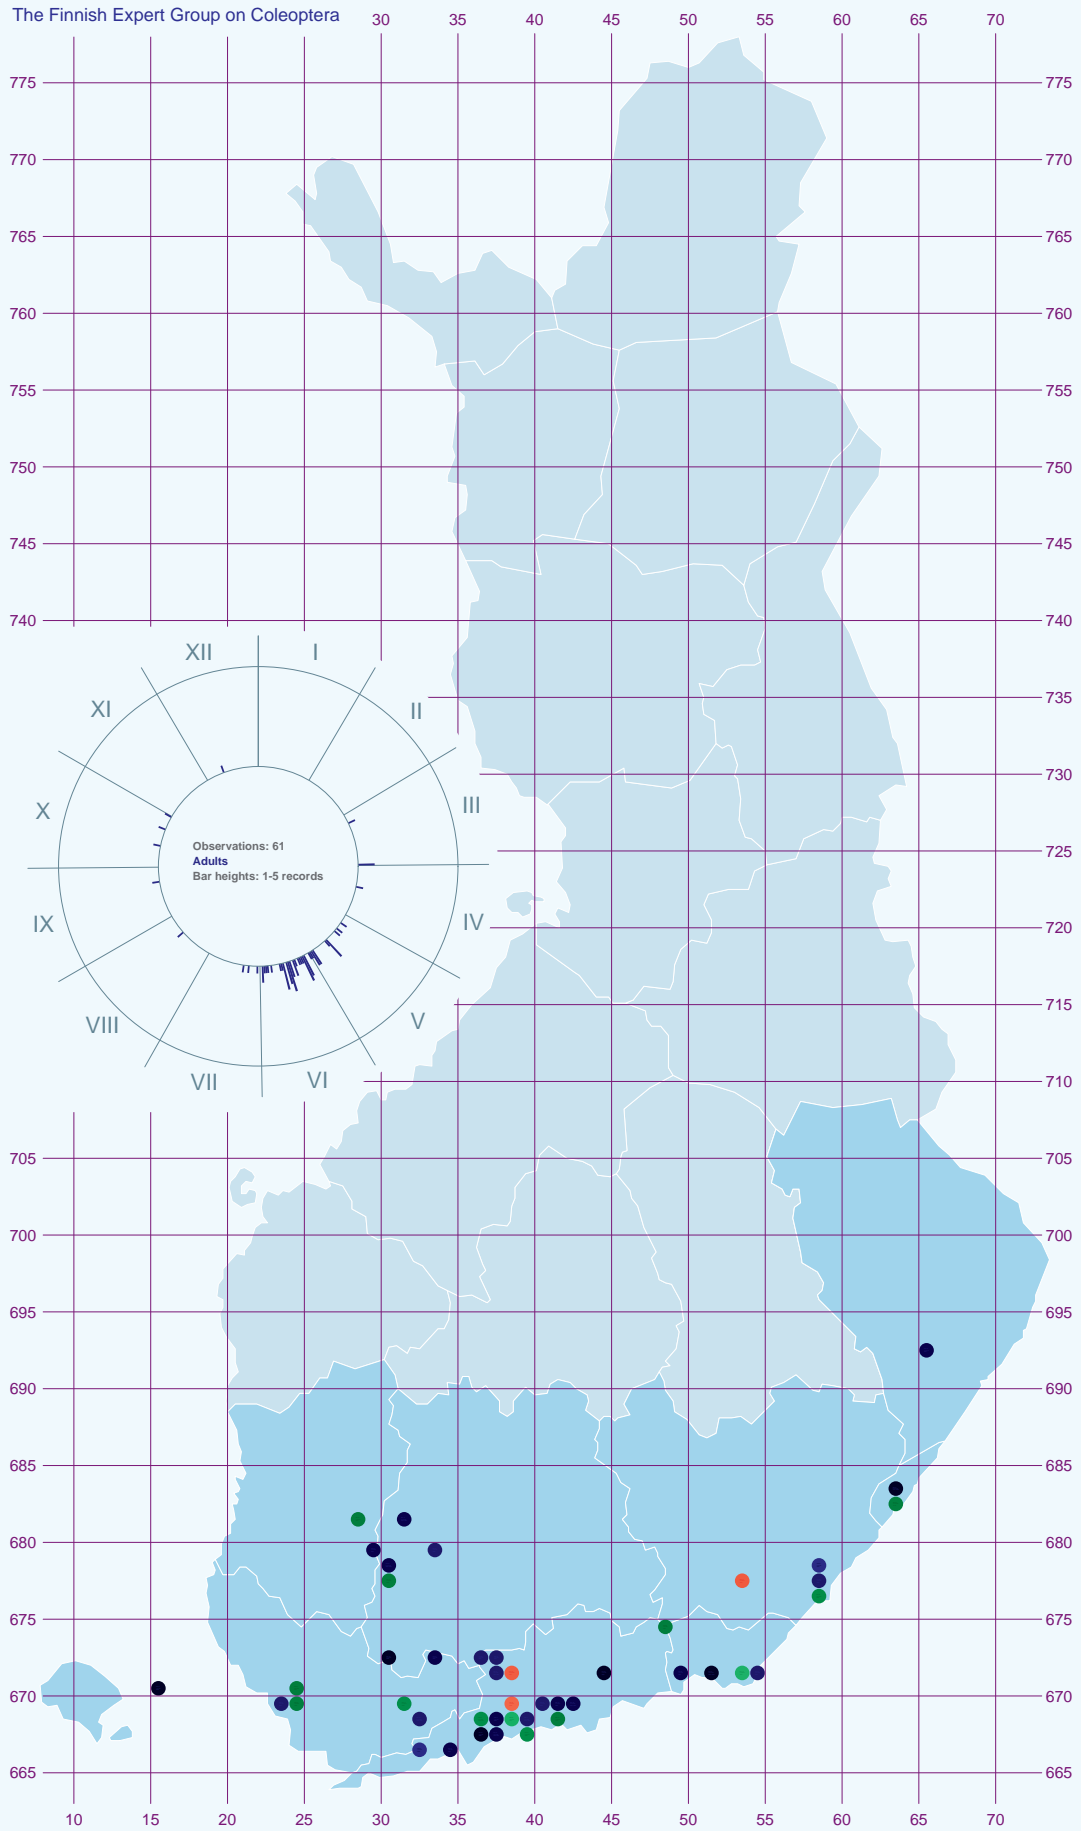 The Finnish Expert Group on Coleoptera
30 35 40 45 50 55 60 65 70
775 775
770 770
765 765
760 760
755 755
750 750
745 745
740 740
XII I
XI II
735
730
X III
Observations: 61
Adults
Bar heights: 1-5 records
725
IX IV
720
VIII V
715
VII VI
710
705 705
700 700
695 695
690 690
685 685
680 680
675 675
670 670
665 665
10 15 20 25 30 35 40 45 50 55 60 65 70